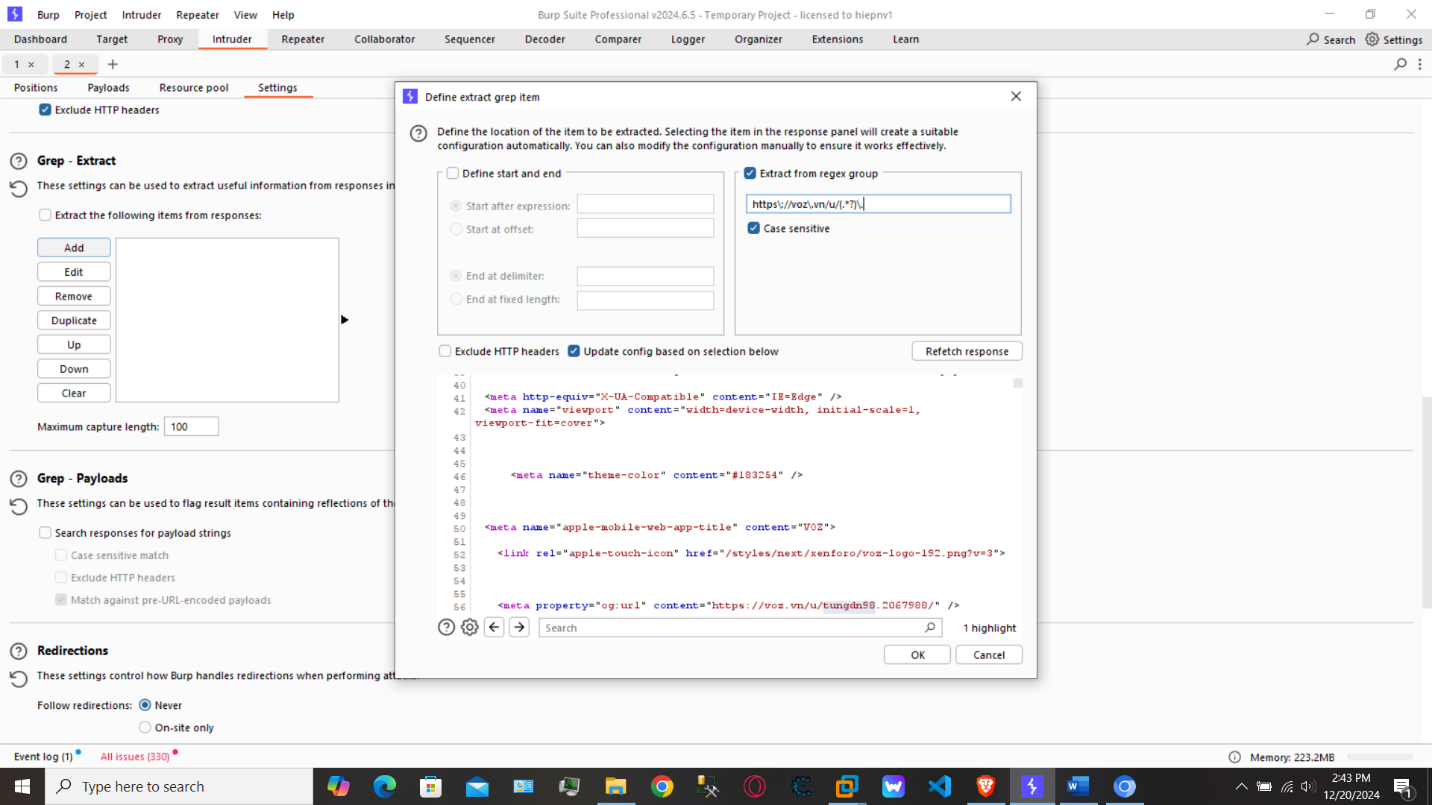 Burp Project Intruder Repeater View Help
Burp Suite Professional v2024.6.5 - Temporary Project - licensed to hiepnv1
Dashboard Target Proxy Intruder Repeater Collaborator Sequencer Decoder Comparer Logger Organizer Extensions Learn
Search Settings
1 × 2 × +
Positions Payloads Resource pool Settings
Exclude HTTP headers
Grep - Extract
These settings can be used to extract useful information from responses in
Extract the following items from responses:
Add
Edit
Remove
Duplicate
Up
Down
Clear
Maximum capture length: 100
Grep - Payloads
These settings can be used to flag result items containing reflections of the
Search responses for payload strings
Case sensitive match
Exclude HTTP headers
Match against pre-URL-encoded payloads
Redirections
These settings control how Burp handles redirections when performing
Follow redirections: Never
On-site only
Define extract grep item
Define the location of the item to be extracted. Selecting the item in the response panel will create a suitable
configuration automatically. You can also modify the configuration manually to ensure it works effectively.
Define start and end
Start after expression:
Start at offset:
End at delimiter:
End at fixed length:
Extract from regex group
https\://voz\.vn/u/(.*?)\.
Case sensitive
Exclude HTTP headers Update config based on selection below
Refetch response
40
41 <meta http-equiv="X-UA-Compatible" content="IE=Edge" />
42 <meta name="viewport" content="width=device-width, initial-scale=1,
viewport-fit=cover">
43
44
45
46 <meta name="theme-color" content="#183254" />
47
48
49
50 <meta name="apple-mobile-web-app-title" content="VOZ">
51
52 <link rel="apple-touch-icon" href="/styles/next/xenforo/voz-logo-192.png?v=3">
53
54
55
56 <meta property="og:url" content="https://voz.vn/u/tungdn98.2067988/" />
Search
1 highlight
OK Cancel
Event log (1) All issues (330)
Memory: 223.2MB
Type here to search
2:43 PM
12/20/2024
1